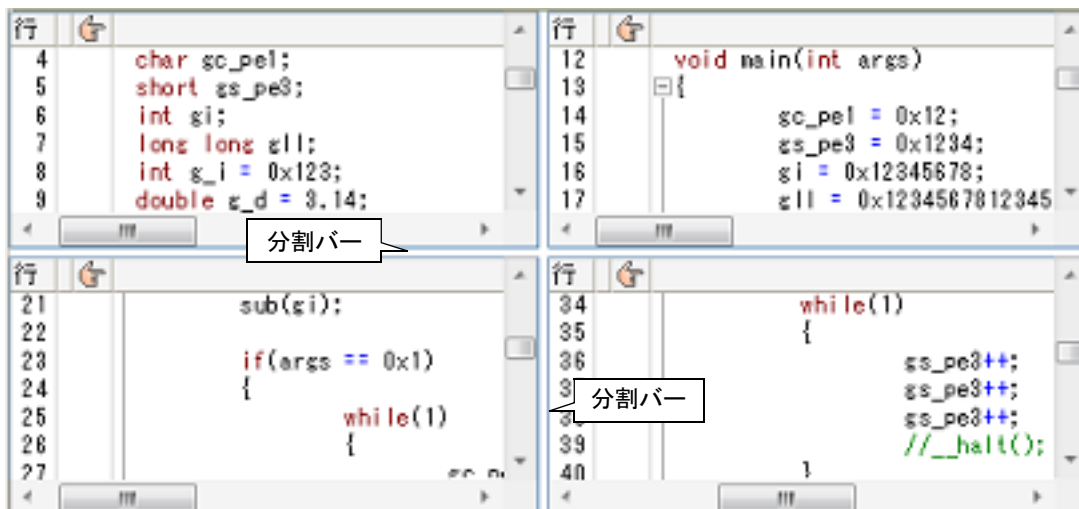 行
4 char gc_pe1;
5 short gs_pe3;
6 int gi;
7 long long gll;
8 int g_i = 0x123;
9 double g_d = 3.14;
行
12 void main(int args)
13 {
14 gc_pe1 = 0x12;
15 gs_pe3 = 0x1234;
16 gi = 0x12345678;
17 gll = 0x1234567812345
分割バー
行
21 sub(gi);
22
23 if(args == 0x1)
24 {
25 while(1)
26 {
27
行
34 while(1)
35 {
36 gs_pe3++;
gs_pe3++;
gs_pe3++;
39 //__halt();
40 }
分割バー